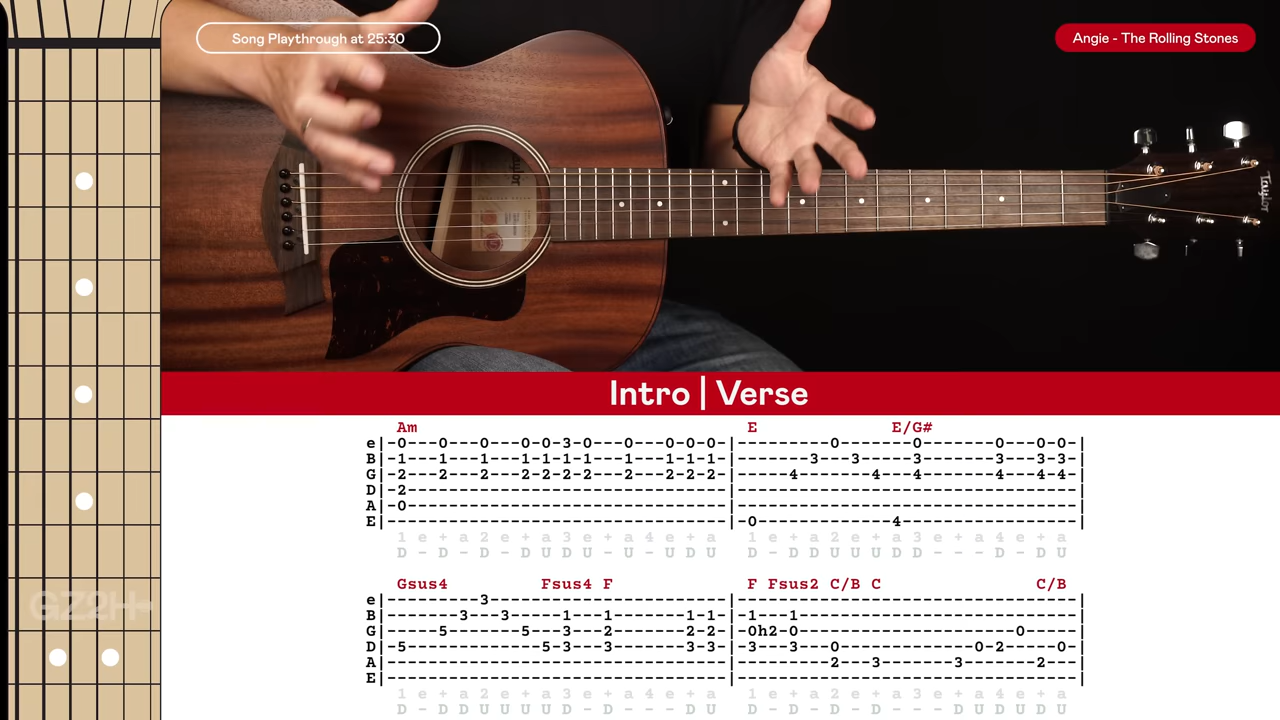 Song Playthrough at 25:30
Angie - The Rolling Stones
Taylor
Taylor
Intro | Verse
Am E E/G#
e|-0---0---0---0-0-3-0---0---0-0-0-|---------0-------0-------0---0-0-|
B|-1---1---1---1-1-1-1---1---1-1-1-|-------3---3-----3-------3---3-3-|
G|-2---2---2---2-2-2-2---2---2-2-2-|-----4-------4---4-------4---4-4-|
D|-2-------------------------------|---------------------------------|
A|-0-------------------------------|---------------------------------|
E|---------------------------------|-0-------------4-----------------|
1 e + a 2 e + a 3 e + a 4 e + a 1 e + a 2 e + a 3 e + a 4 e + a
D - D - D - D U D U - U - U D U D - D D U U U D D - - - D - D U
Gsus4 Fsus4 F F Fsus2 C/B C C/B
e|---------3-----------------------|---------------------------------|
B|-------3---3-----1---1-------1-1-|-1---1---------------------------|
G|-----5-------5---3---2-------2-2-|-0h2-0---------------------0-----|
D|-5-------------5-3---3-------3-3-|-3---3---0-------------0-2-----0-|
A|---------------------------------|---------2---3-------3-------2---|
E|---------------------------------|---------------------------------|
1 e + a 2 e + a 3 e + a 4 e + a 1 e + a 2 e + a 3 e + a 4 e + a
D - D D U U U D D - D - - - D U D - D - D - D - - - D U D U D U
GZ2H